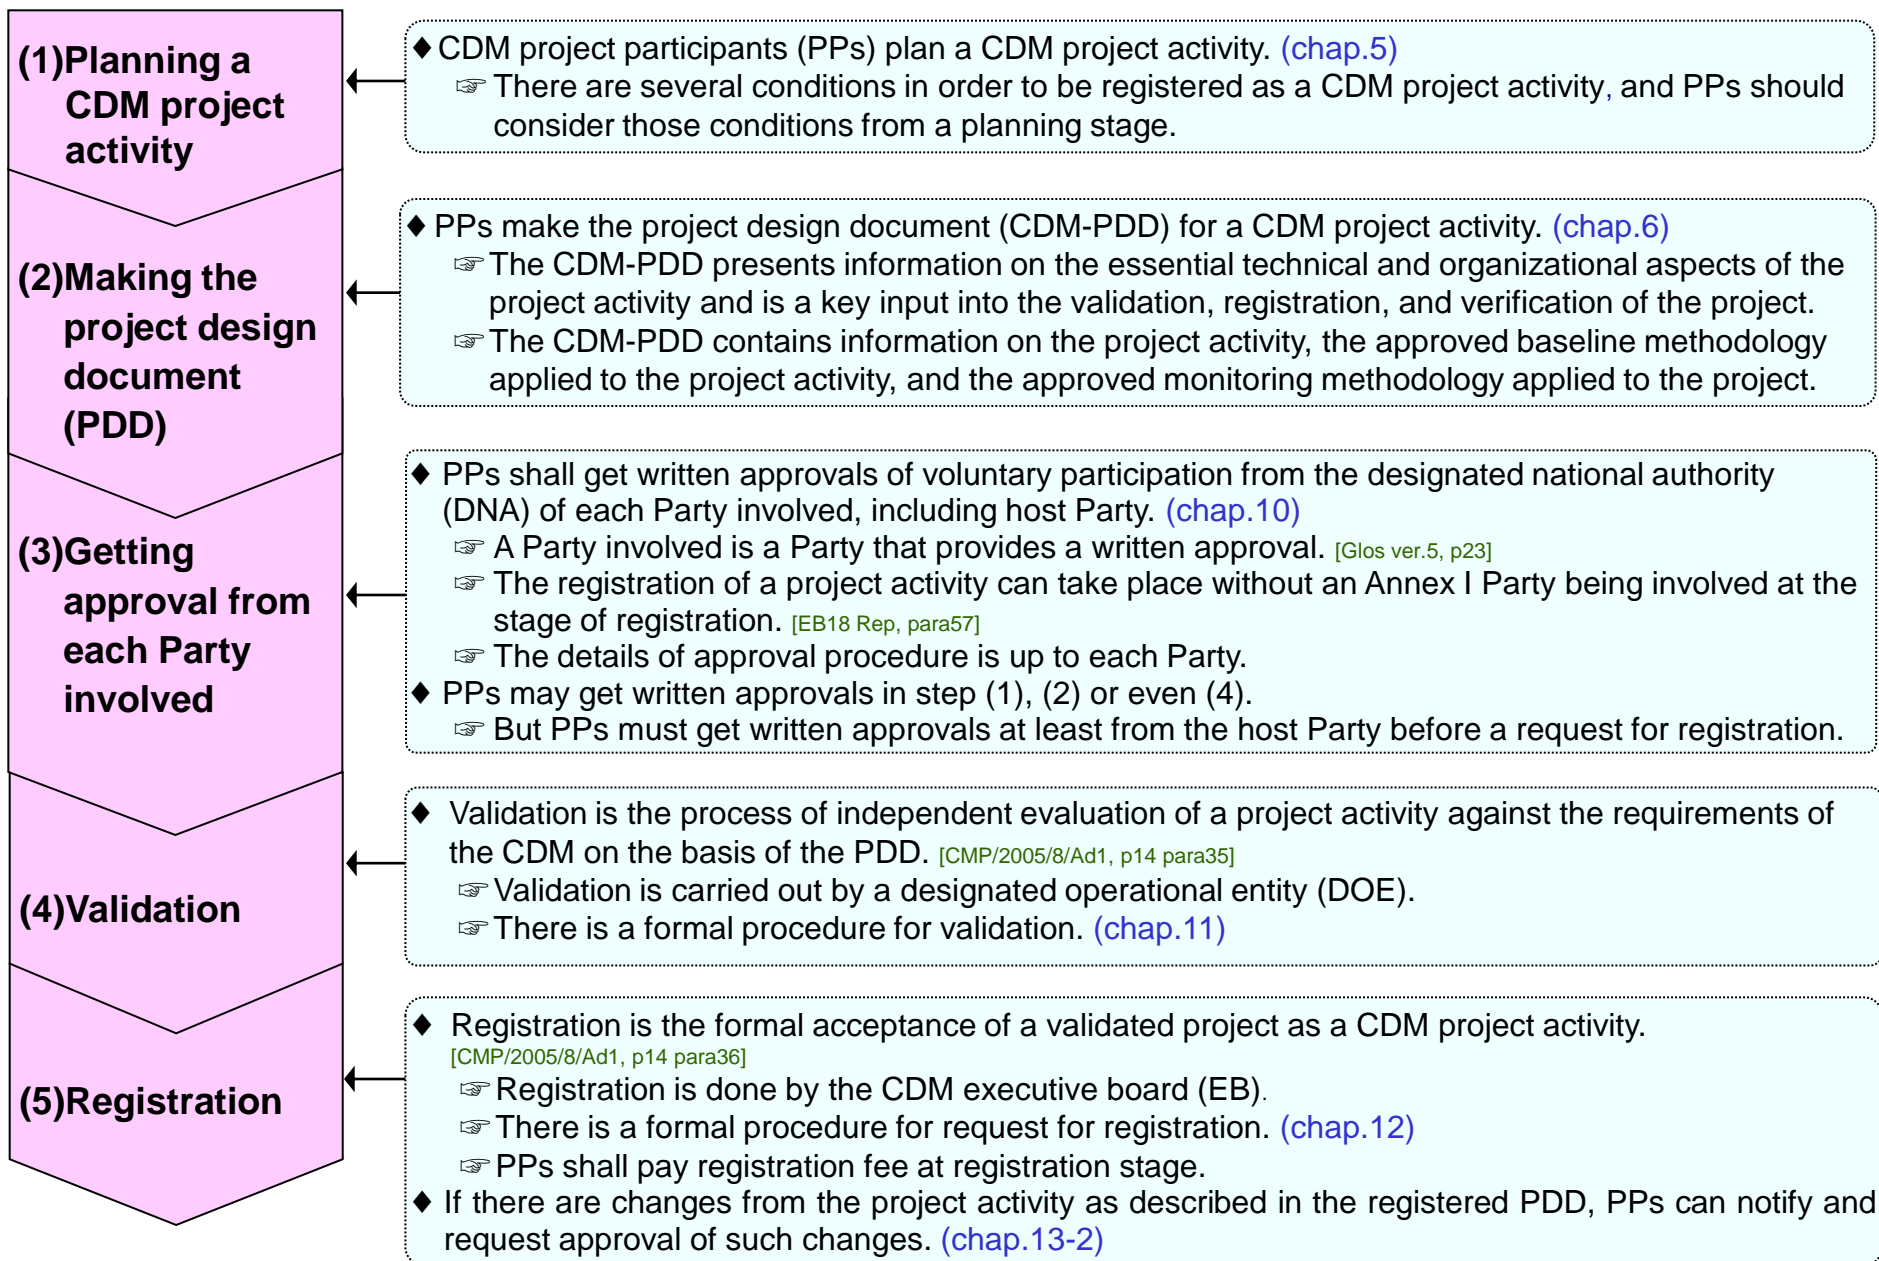 (1)Planning a
CDM project
activity
♦ CDM project participants (PPs) plan a CDM project activity. (chap.5)
☞ There are several conditions in order to be registered as a CDM project activity, and PPs should
consider those conditions from a planning stage.
(2)Making the
project design
document
(PDD)
♦ PPs make the project design document (CDM-PDD) for a CDM project activity. (chap.6)
☞ The CDM-PDD presents information on the essential technical and organizational aspects of the
project activity and is a key input into the validation, registration, and verification of the project.
☞ The CDM-PDD contains information on the project activity, the approved baseline methodology
applied to the project activity, and the approved monitoring methodology applied to the project.
(3)Getting
approval from
each Party
involved
♦ PPs shall get written approvals of voluntary participation from the designated national authority
(DNA) of each Party involved, including host Party. (chap.10)
☞ A Party involved is a Party that provides a written approval. [Glos ver.5, p23]
☞ The registration of a project activity can take place without an Annex I Party being involved at the
stage of registration. [EB18 Rep, para57]
☞ The details of approval procedure is up to each Party.
♦ PPs may get written approvals in step (1), (2) or even (4).
☞ But PPs must get written approvals at least from the host Party before a request for registration.
(4)Validation
♦ Validation is the process of independent evaluation of a project activity against the requirements of
the CDM on the basis of the PDD. [CMP/2005/8/Ad1, p14 para35]
☞ Validation is carried out by a designated operational entity (DOE).
☞ There is a formal procedure for validation. (chap.11)
(5)Registration
♦ Registration is the formal acceptance of a validated project as a CDM project activity.
[CMP/2005/8/Ad1, p14 para36]
☞ Registration is done by the CDM executive board (EB).
☞ There is a formal procedure for request for registration. (chap.12)
☞ PPs shall pay registration fee at registration stage.
♦ If there are changes from the project activity as described in the registered PDD, PPs can notify and
request approval of such changes. (chap.13-2)